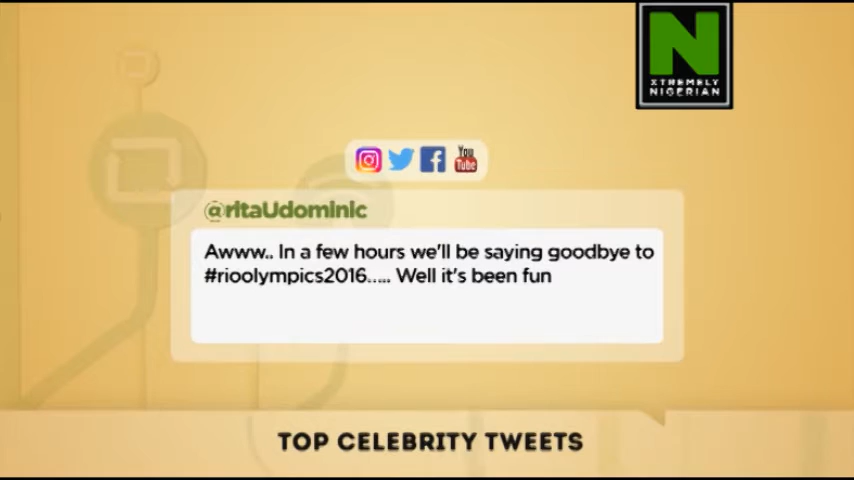 N
XTREMELY
NIGERIAN
You
Tube
@ritaUdominic
Awww.. In a few hours we'll be saying goodbye to
#rioolympics2016..... Well it's been fun
TOP CELEBRITY TWEETS